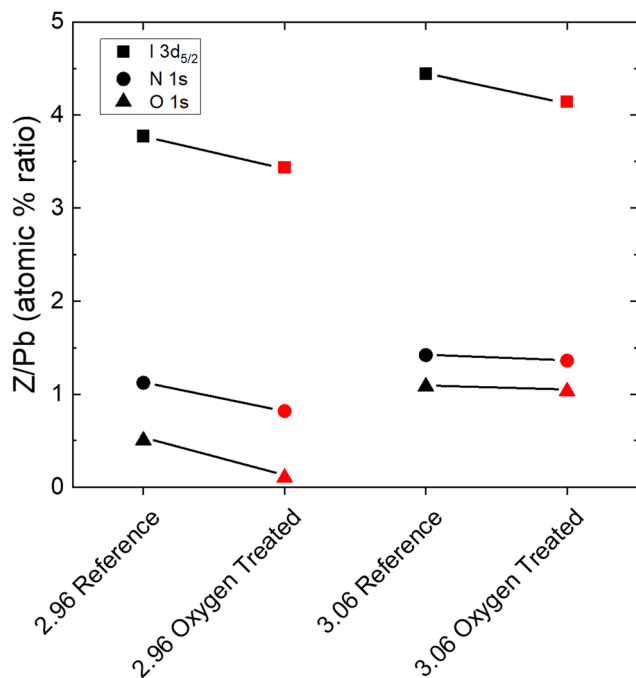 5
4
3
2
1
0
Z/Pb (atomic % ratio)
I 3d5/2
N 1s
O 1s
2.96 Reference
2.96 Oxygen Treated
3.06 Reference
3.06 Oxygen Treated